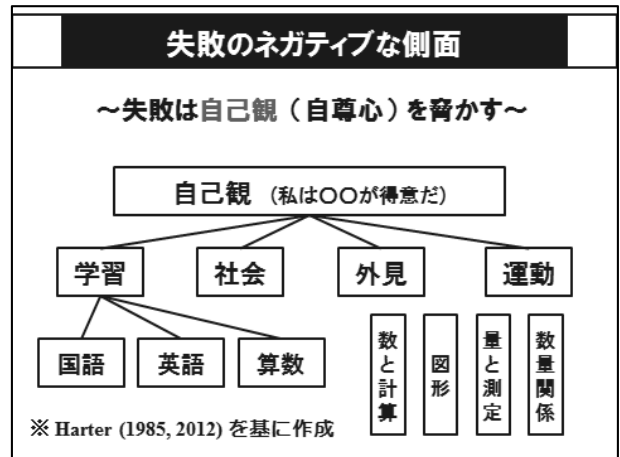 失敗のネガティブな側面
～失敗は自己観（自尊心）を脅かす～
自己観（私は〇〇が得意だ）
学習
社会
外見
運動
国語
英語
算数
数と計算
図形
量と測定
数量関係
※ Harter (1985, 2012) を基に作成